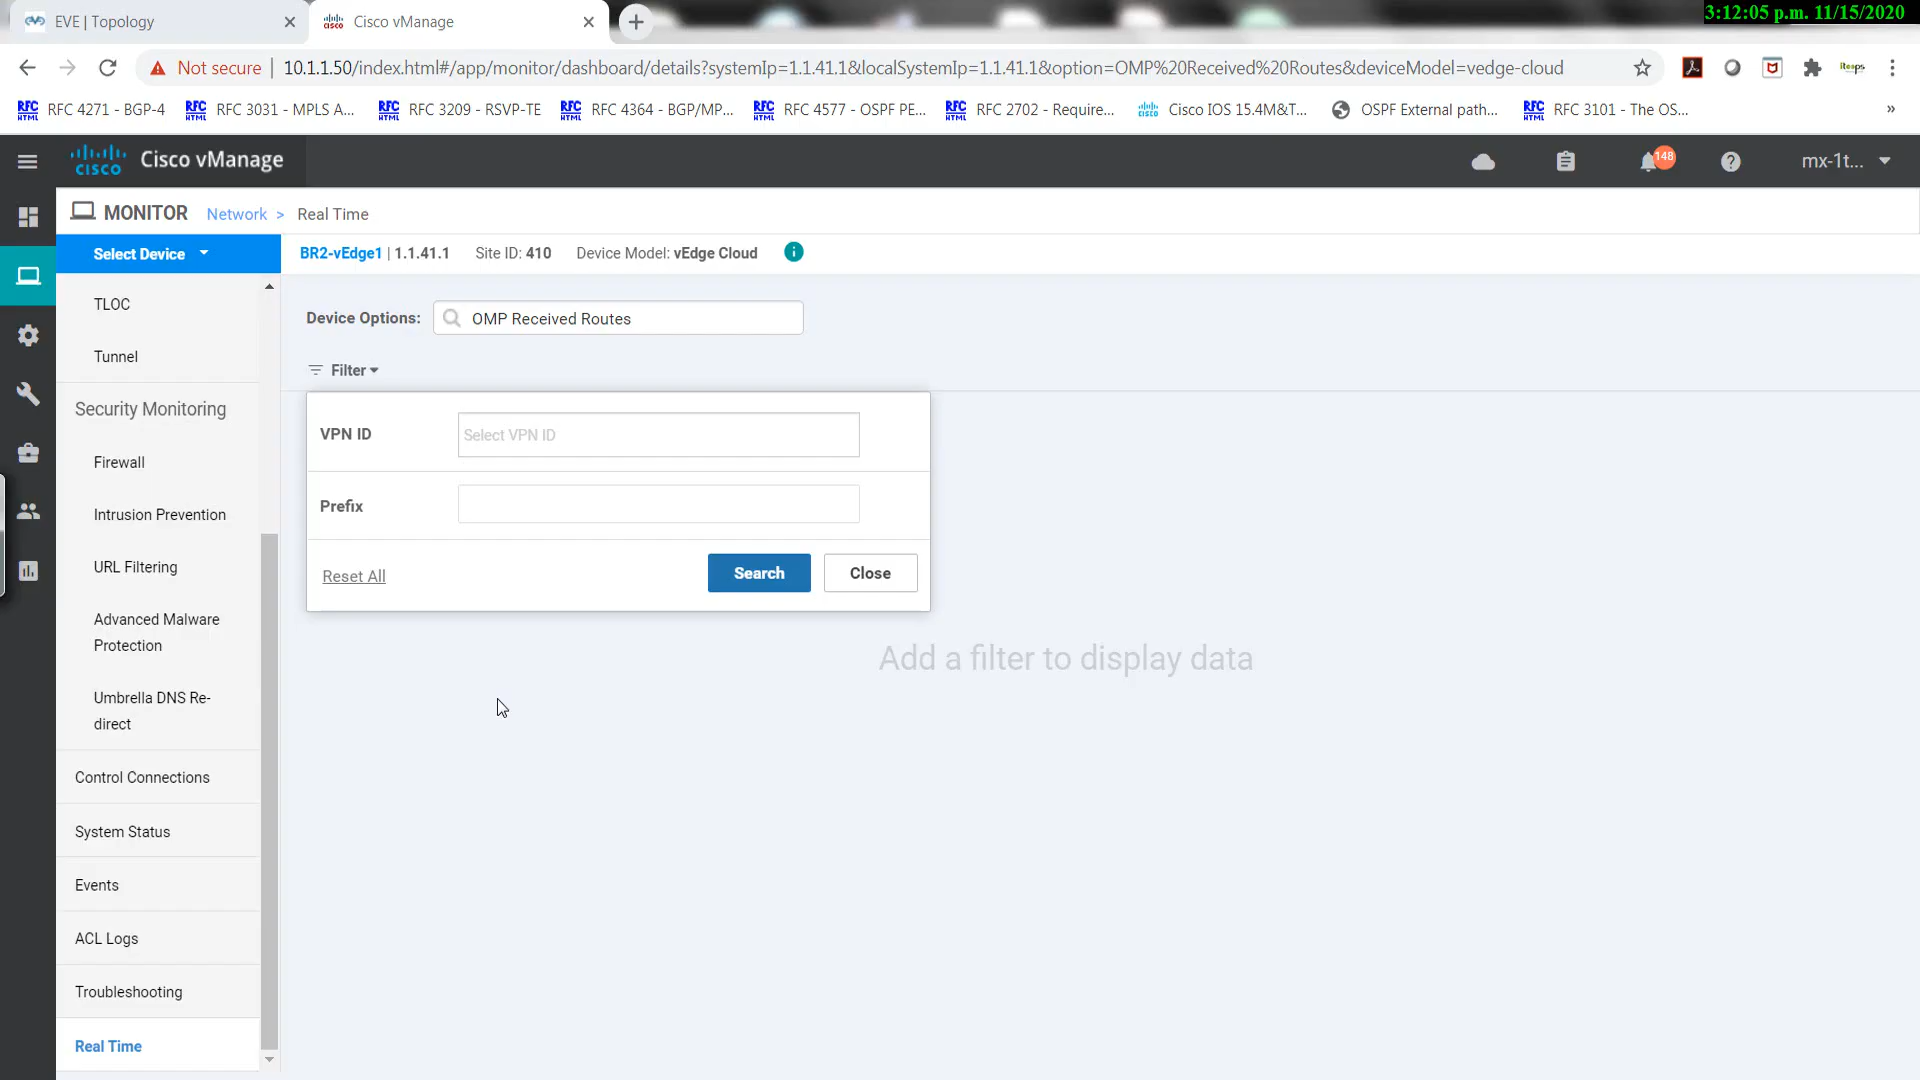 3:12:05 p.m. 11/15/2020
EVE | Topology
Cisco vManage
Not secure | 10.1.1.50/index.html#/app/monitor/dashboard/details?systemIp=1.1.41.1&localSystemIp=1.1.41.1&option=OMP%20Received%20Routes&deviceModel=vedge-cloud
RFC 4271 - BGP-4
RFC 3031 - MPLS A...
RFC 3209 - RSVP-TE
RFC 4364 - BGP/MP...
RFC 4577 - OSPF PE...
RFC 2702 - Require...
Cisco IOS 15.4M&T...
OSPF External path...
RFC 3101 - The OS...
»
cisco Cisco vManage
148
mx-1t...
MONITOR Network > Real Time
Select Device
BR2-vEdge1 | 1.1.41.1 Site ID: 410 Device Model: vEdge Cloud
TLOC
Tunnel
Security Monitoring
Firewall
Intrusion Prevention
URL Filtering
Advanced Malware
Protection
Umbrella DNS Re-
direct
Control Connections
System Status
Events
ACL Logs
Troubleshooting
Real Time
Device Options: OMP Received Routes
Filter
VPN ID Select VPN ID
Prefix
Reset All Search Close
Add a filter to display data